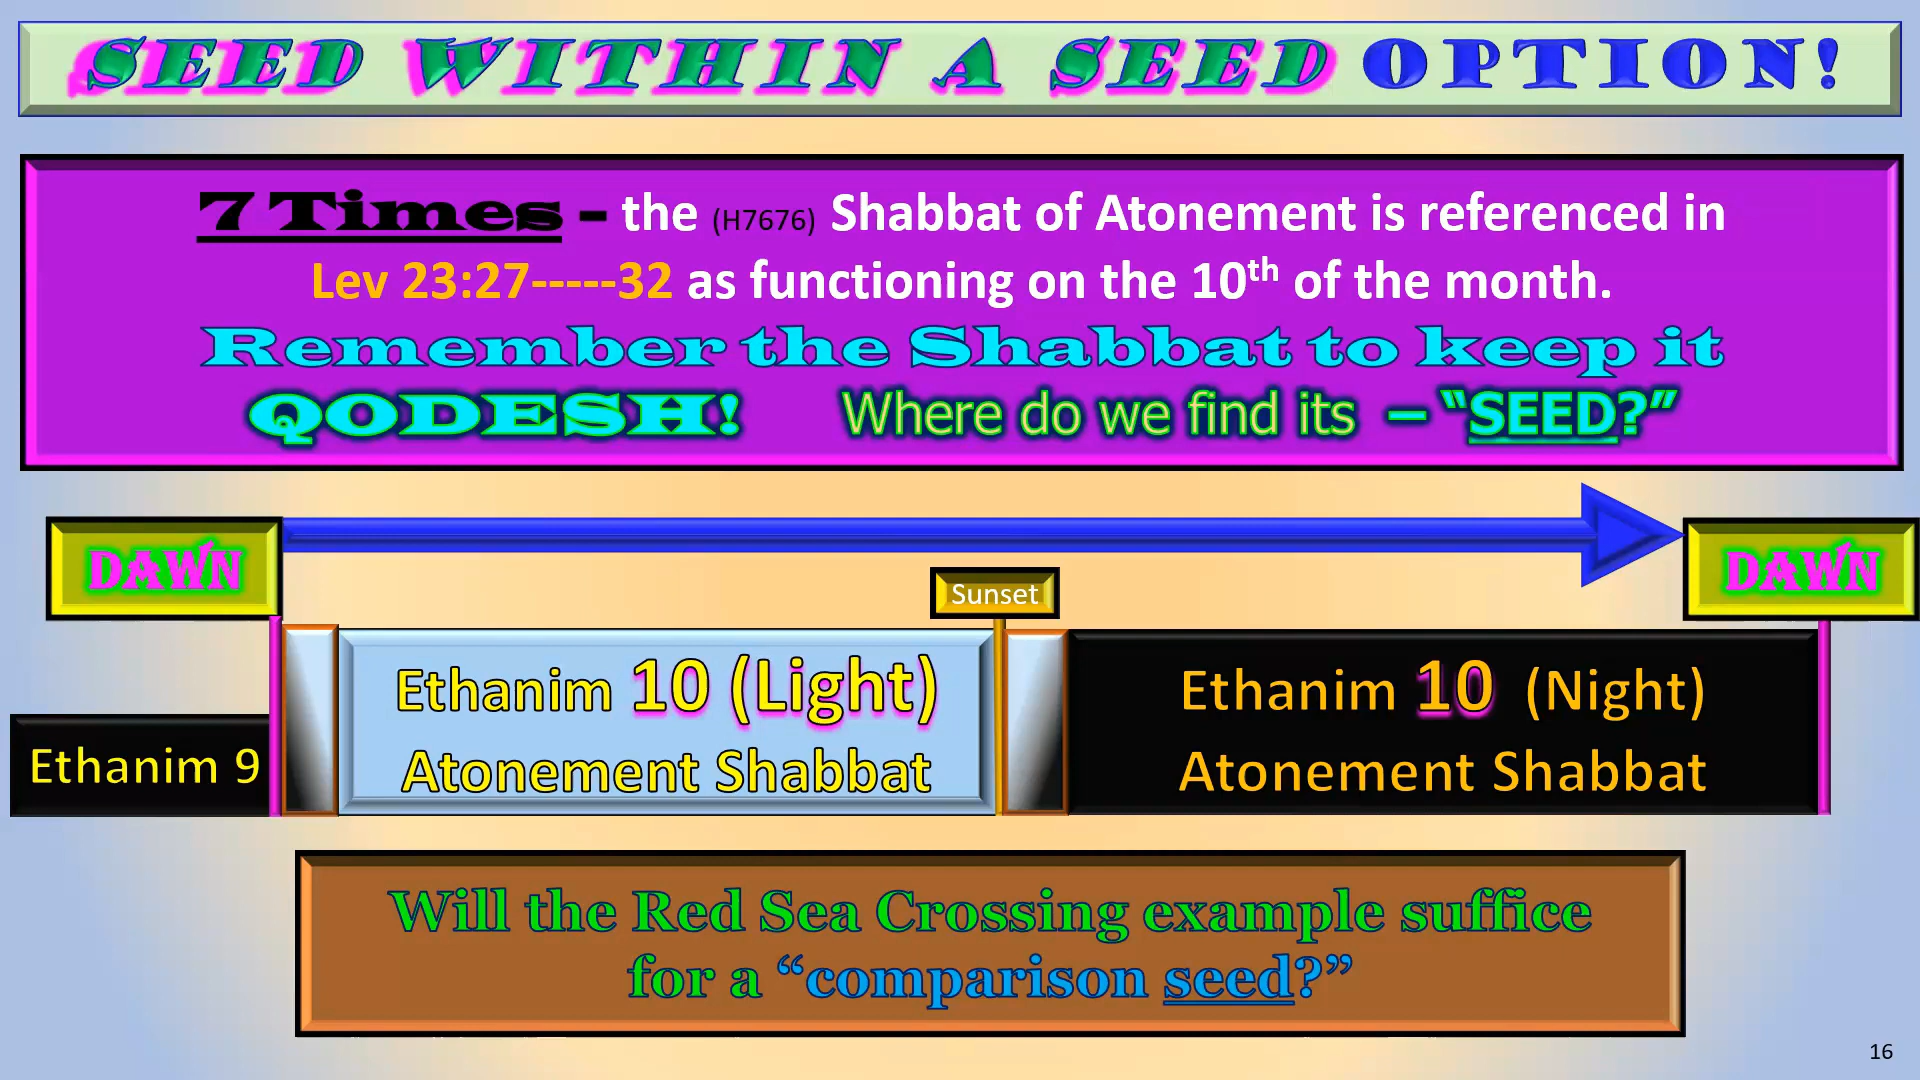 SEED WITHIN A SEED OPTION!
7 Times – the (H7676) Shabbat of Atonement is referenced in
Lev 23:27-----32 as functioning on the 10th of the month.
Remember the Shabbat to keep it
QODESH! Where do we find its – “SEED?”
DAWN
DAWN
Sunset
Ethanim 10 (Light)
Atonement Shabbat
Ethanim 10 (Night)
Atonement Shabbat
Ethanim 9
Will the Red Sea Crossing example suffice
for a “comparison seed?”
16